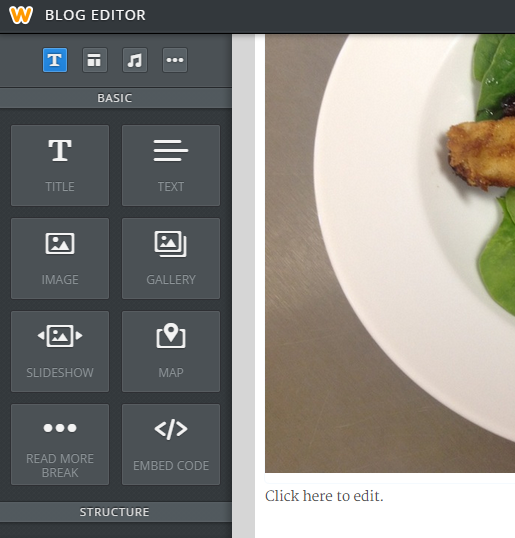 W BLOG EDITOR
T
BASIC
T
TITLE
TEXT
IMAGE
GALLERY
SLIDESHOW
MAP
READ MORE
BREAK
</>
EMBED CODE
STRUCTURE
Click here to edit.